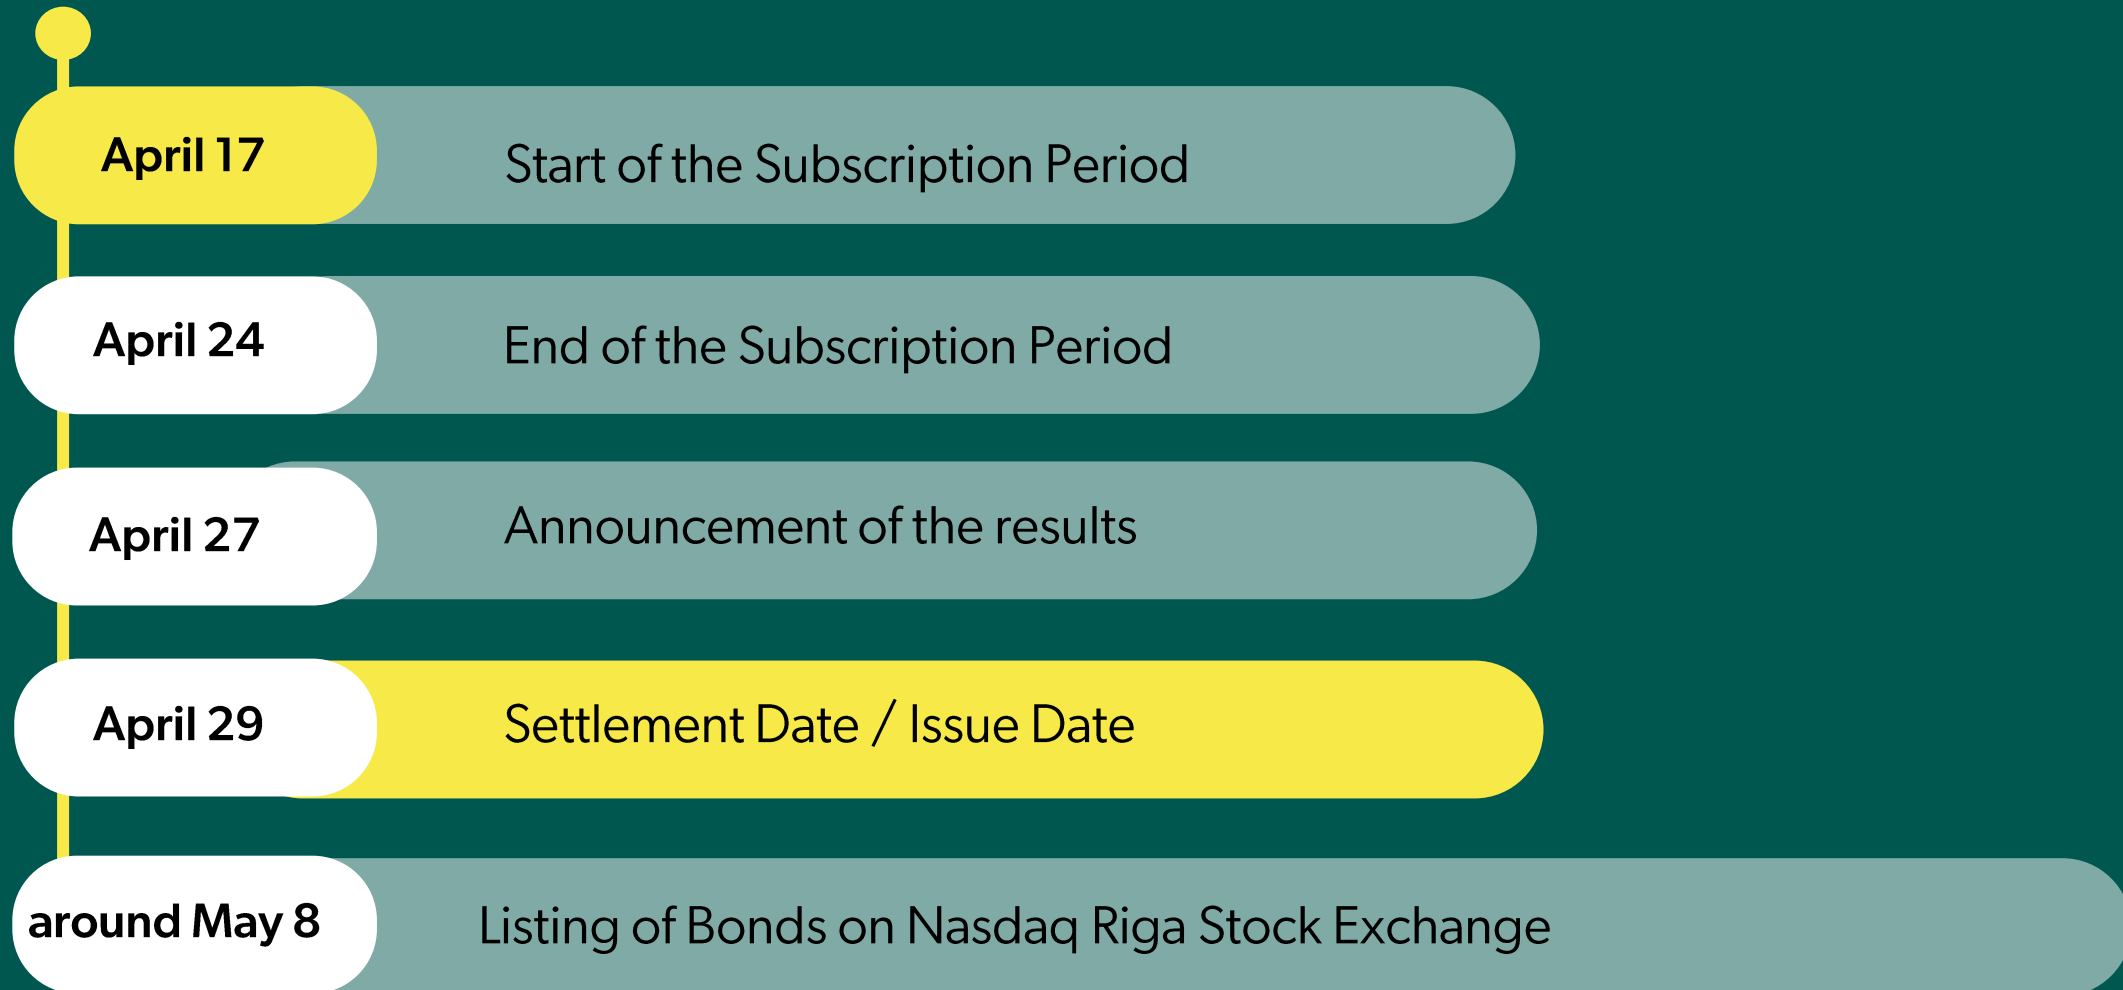 April 17
Start of the Subscription Period
April 24
End of the Subscription Period
April 27
Announcement of the results
April 29
Settlement Date / Issue Date
around May 8
Listing of Bonds on Nasdaq Riga Stock Exchange